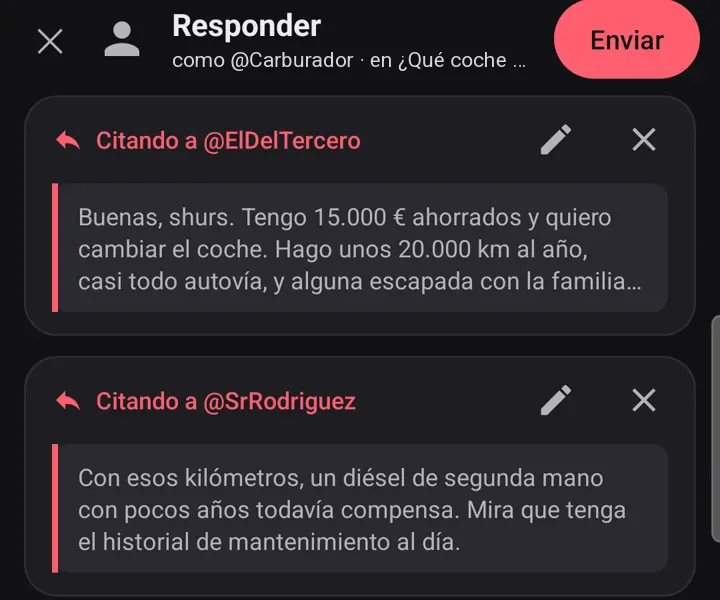 Responder
Enviar
como @Carburador · en ¿Qué coche ...
Citando a @ElDelTercero
Buenas, shurs. Tengo 15.000 € ahorrados y quiero
cambiar el coche. Hago unos 20.000 km al año,
casi todo autovía, y alguna escapada con la familia...
Citando a @SrRodriguez
Con esos kilómetros, un diésel de segunda mano
con pocos años todavía compensa. Mira que tenga
el historial de mantenimiento al día.